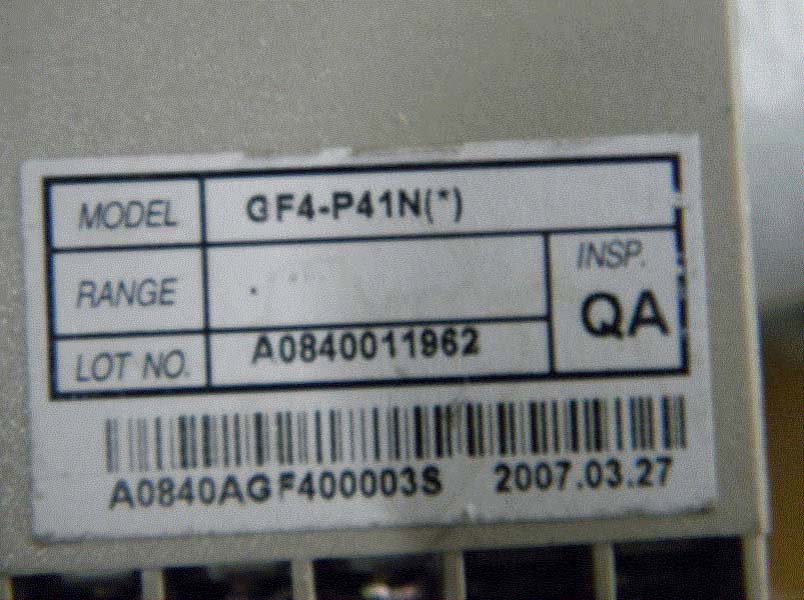 MODEL GF4-P41N(*)
RANGE .
INSP.
QA
LOT NO. A0840011962
A0840AGF400003S 2007.03.27